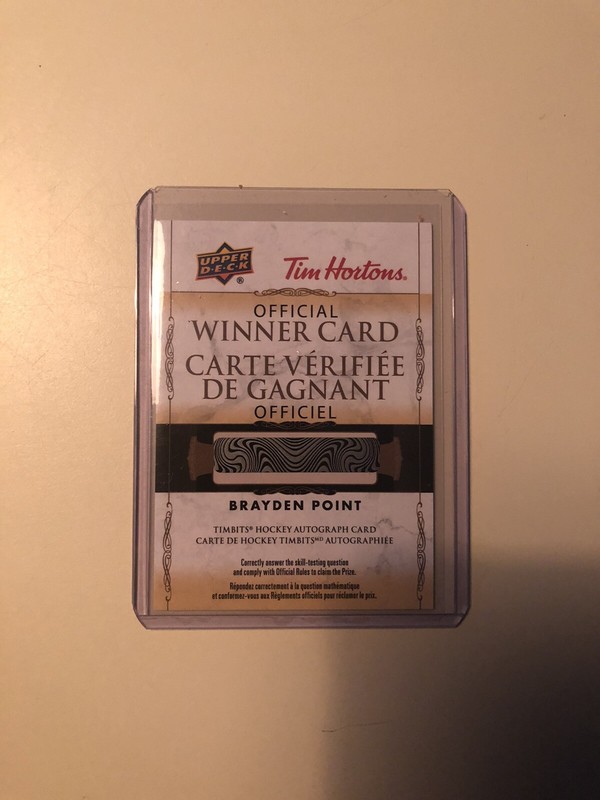 UPPER
D·E·C·K
®
Tim Hortons®
OFFICIAL
WINNER CARD
CARTE VÉRIFIÉE
DE GAGNANT
OFFICIEL
BRAYDEN POINT
TIMBITS® HOCKEY AUTOGRAPH CARD
CARTE DE HOCKEY TIMBITSᴹᴰ AUTOGRAPHIÉE
Correctly answer the skill-testing question
and comply with Official Rules to claim the Prize.
Répondez correctement à la question mathématique
et conformez-vous aux Règlements officiels pour réclamer le prix.